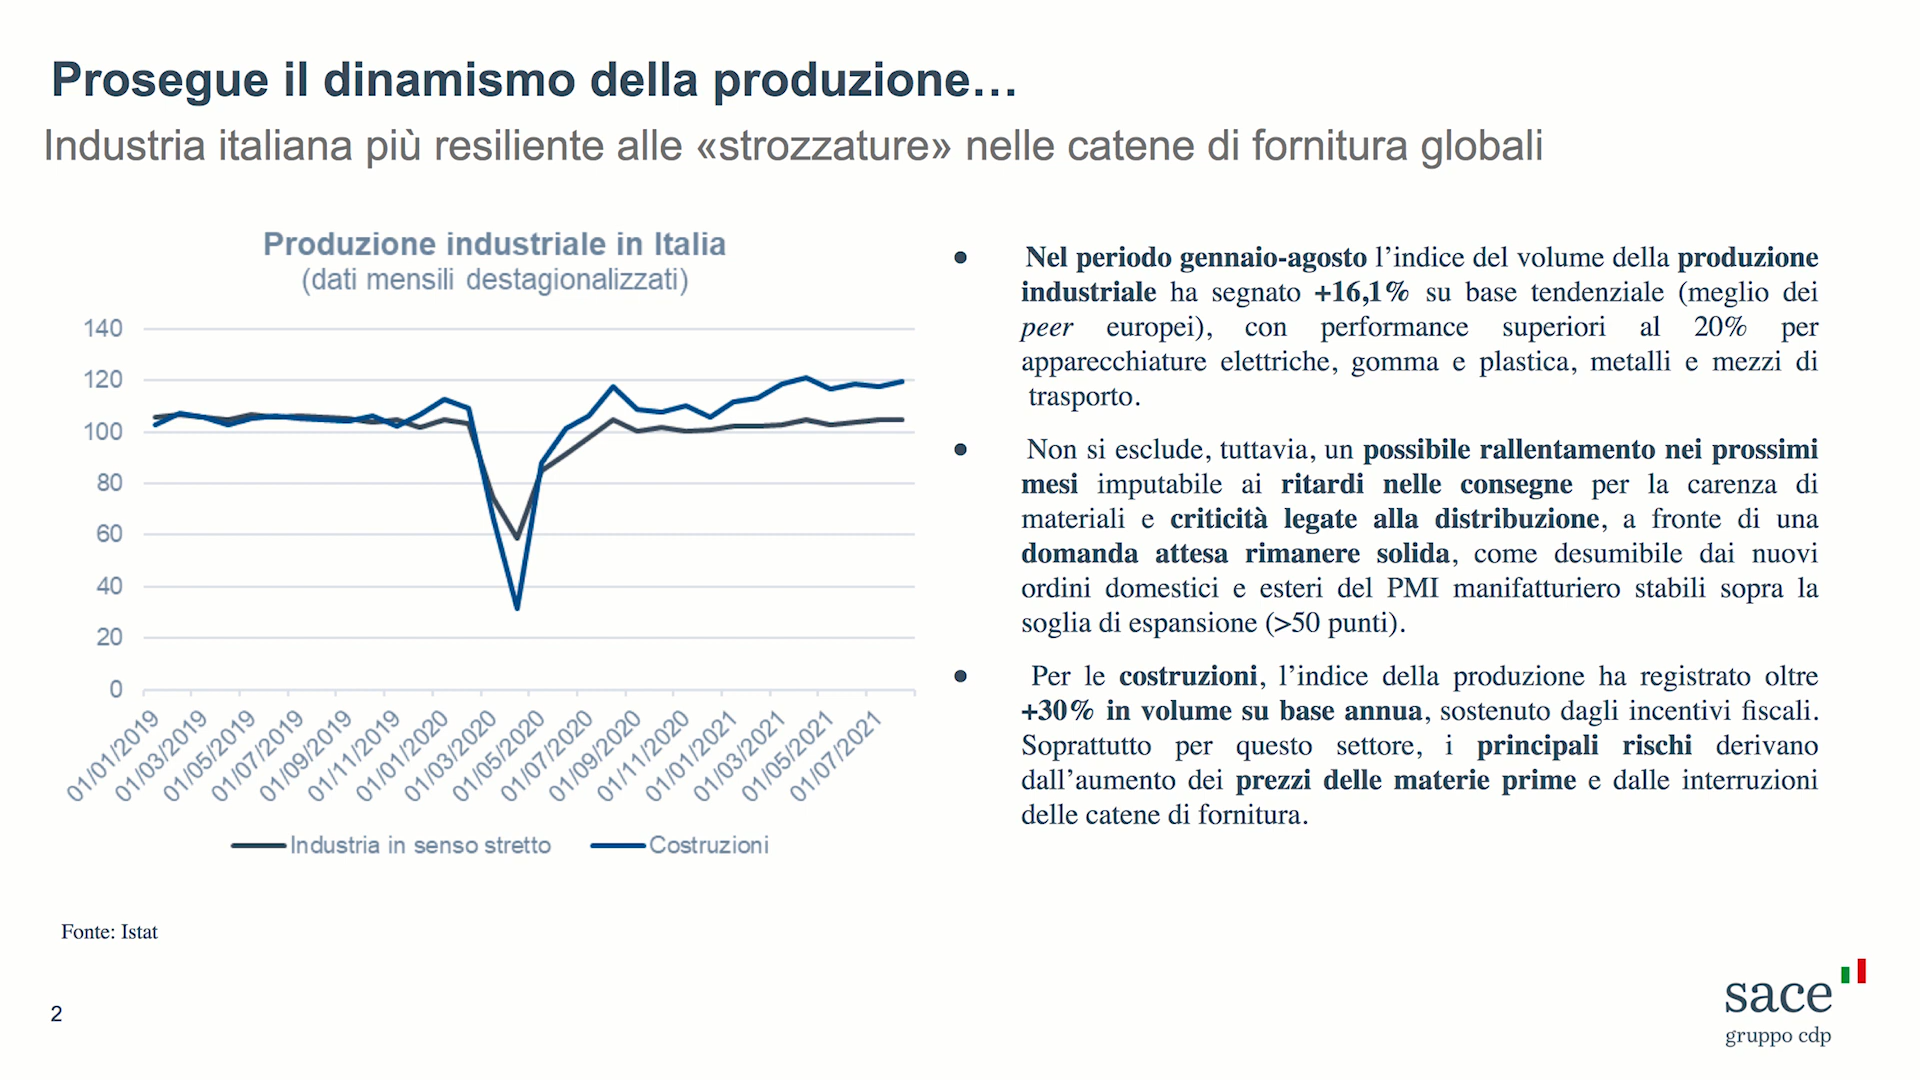 Prosegue il dinamismo della produzione…
Industria italiana più resiliente alle «strozzature» nelle catene di fornitura globali
Produzione industriale in Italia
(dati mensili destagionalizzati)
140
120
100
80
60
40
20
0
01/01/2019
01/03/2019
01/05/2019
01/07/2019
01/09/2019
01/11/2019
01/01/2020
01/03/2020
01/05/2020
01/07/2020
01/09/2020
01/11/2020
01/01/2021
01/03/2021
01/05/2021
01/07/2021
Industria in senso stretto
Costruzioni
● Nel periodo gennaio-agosto l’indice del volume della produzione
industriale ha segnato +16,1% su base tendenziale (meglio dei
peer europei), con performance superiori al 20% per
apparecchiature elettriche, gomma e plastica, metalli e mezzi di
trasporto.
● Non si esclude, tuttavia, un possibile rallentamento nei prossimi
mesi imputabile ai ritardi nelle consegne per la carenza di
materiali e criticità legate alla distribuzione, a fronte di una
domanda attesa rimanere solida, come desumibile dai nuovi
ordini domestici e esteri del PMI manifatturiero stabili sopra la
soglia di espansione (>50 punti).
● Per le costruzioni, l’indice della produzione ha registrato oltre
+30% in volume su base annua, sostenuto dagli incentivi fiscali.
Soprattutto per questo settore, i principali rischi derivano
dall’aumento dei prezzi delle materie prime e dalle interruzioni
delle catene di fornitura.
Fonte: Istat
2
sace
gruppo cdp